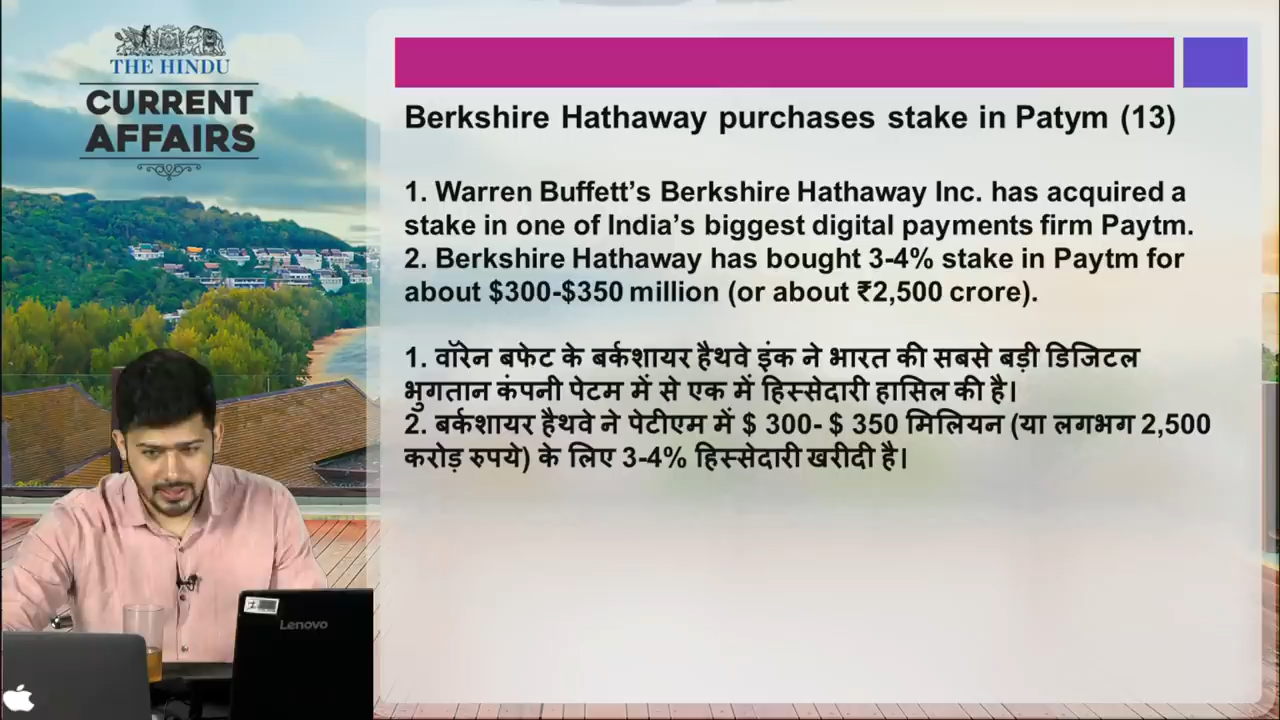 THE HINDU
CURRENT
AFFAIRS
Berkshire Hathaway purchases stake in Patym (13)
1. Warren Buffett’s Berkshire Hathaway Inc. has acquired a
stake in one of India’s biggest digital payments firm Paytm.
2. Berkshire Hathaway has bought 3-4% stake in Paytm for
about $300-$350 million (or about ₹2,500 crore).
1. वॉरेन बफेट के बर्कशायर हैथवे इंक ने भारत की सबसे बड़ी डिजिटल
भुगतान कंपनी पेटम में से एक में हिस्सेदारी हासिल की है।
2. बर्कशायर हैथवे ने पेटीएम में $ 300- $ 350 मिलियन (या लगभग 2,500
करोड़ रुपये) के लिए 3-4% हिस्सेदारी खरीदी है।
Lenovo